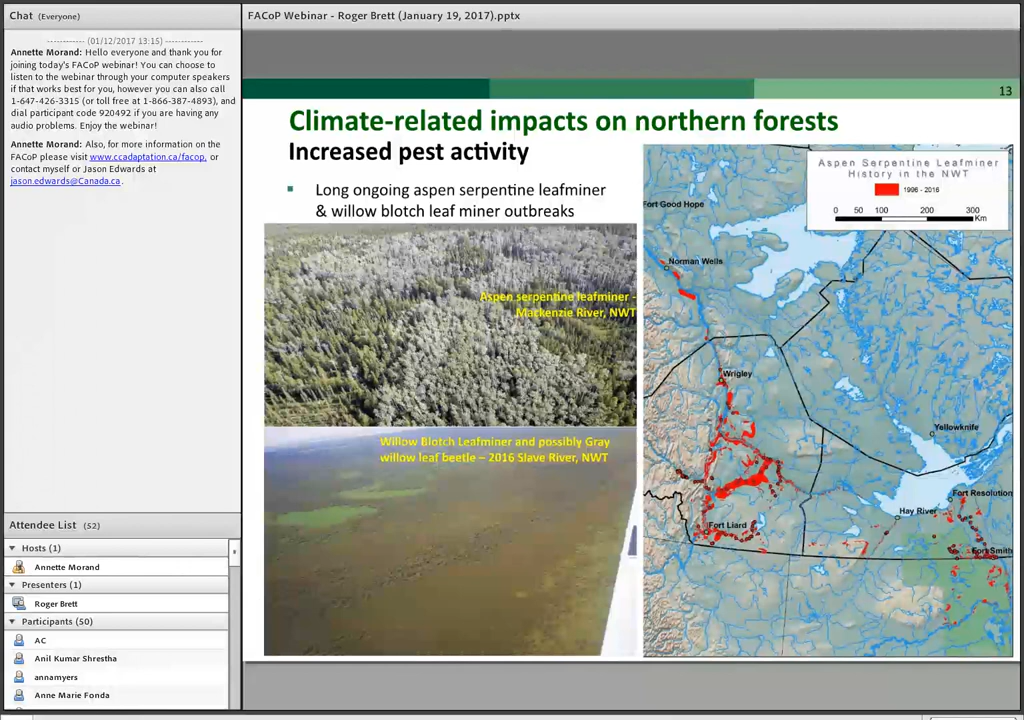 Chat (Everyone)
------------ (01/12/2017 13:15) ------------
Annette Morand: Hello everyone and thank you for
joining today's FACoP webinar! You can choose to
listen to the webinar through your computer speakers
if that works best for you, however you can also call
1-647-426-3315 (or toll free at 1-866-387-4893), and
dial participant code 920492 if you are having any
audio problems. Enjoy the webinar!
Annette Morand: Also, for more information on the
FACoP please visit www.ccadaptation.ca/facop, or
contact myself or Jason Edwards at
jason.edwards@Canada.ca .
Attendee List (52)
Hosts (1)
Annette Morand
Presenters (1)
Roger Brett
Participants (50)
AC
Anil Kumar Shrestha
annamyers
Anne Marie Fonda
FACoP Webinar - Roger Brett (January 19, 2017).pptx
13
Climate-related impacts on northern forests
Increased pest activity
Long ongoing aspen serpentine leafminer
& willow blotch leaf miner outbreaks
Aspen serpentine leafminer -
Mackenzie River, NWT
Willow Blotch Leafminer and possibly Gray
willow leaf beetle – 2016 Slave River, NWT
Aspen Serpentine Leafminer
History in the NWT
1996 - 2016
0 50 100 200 300
Km
Fort Good Hope
Norman Wells
Wrigley
Yellowknife
Fort Resolution
Hay River
Fort Liard
Fort Smith